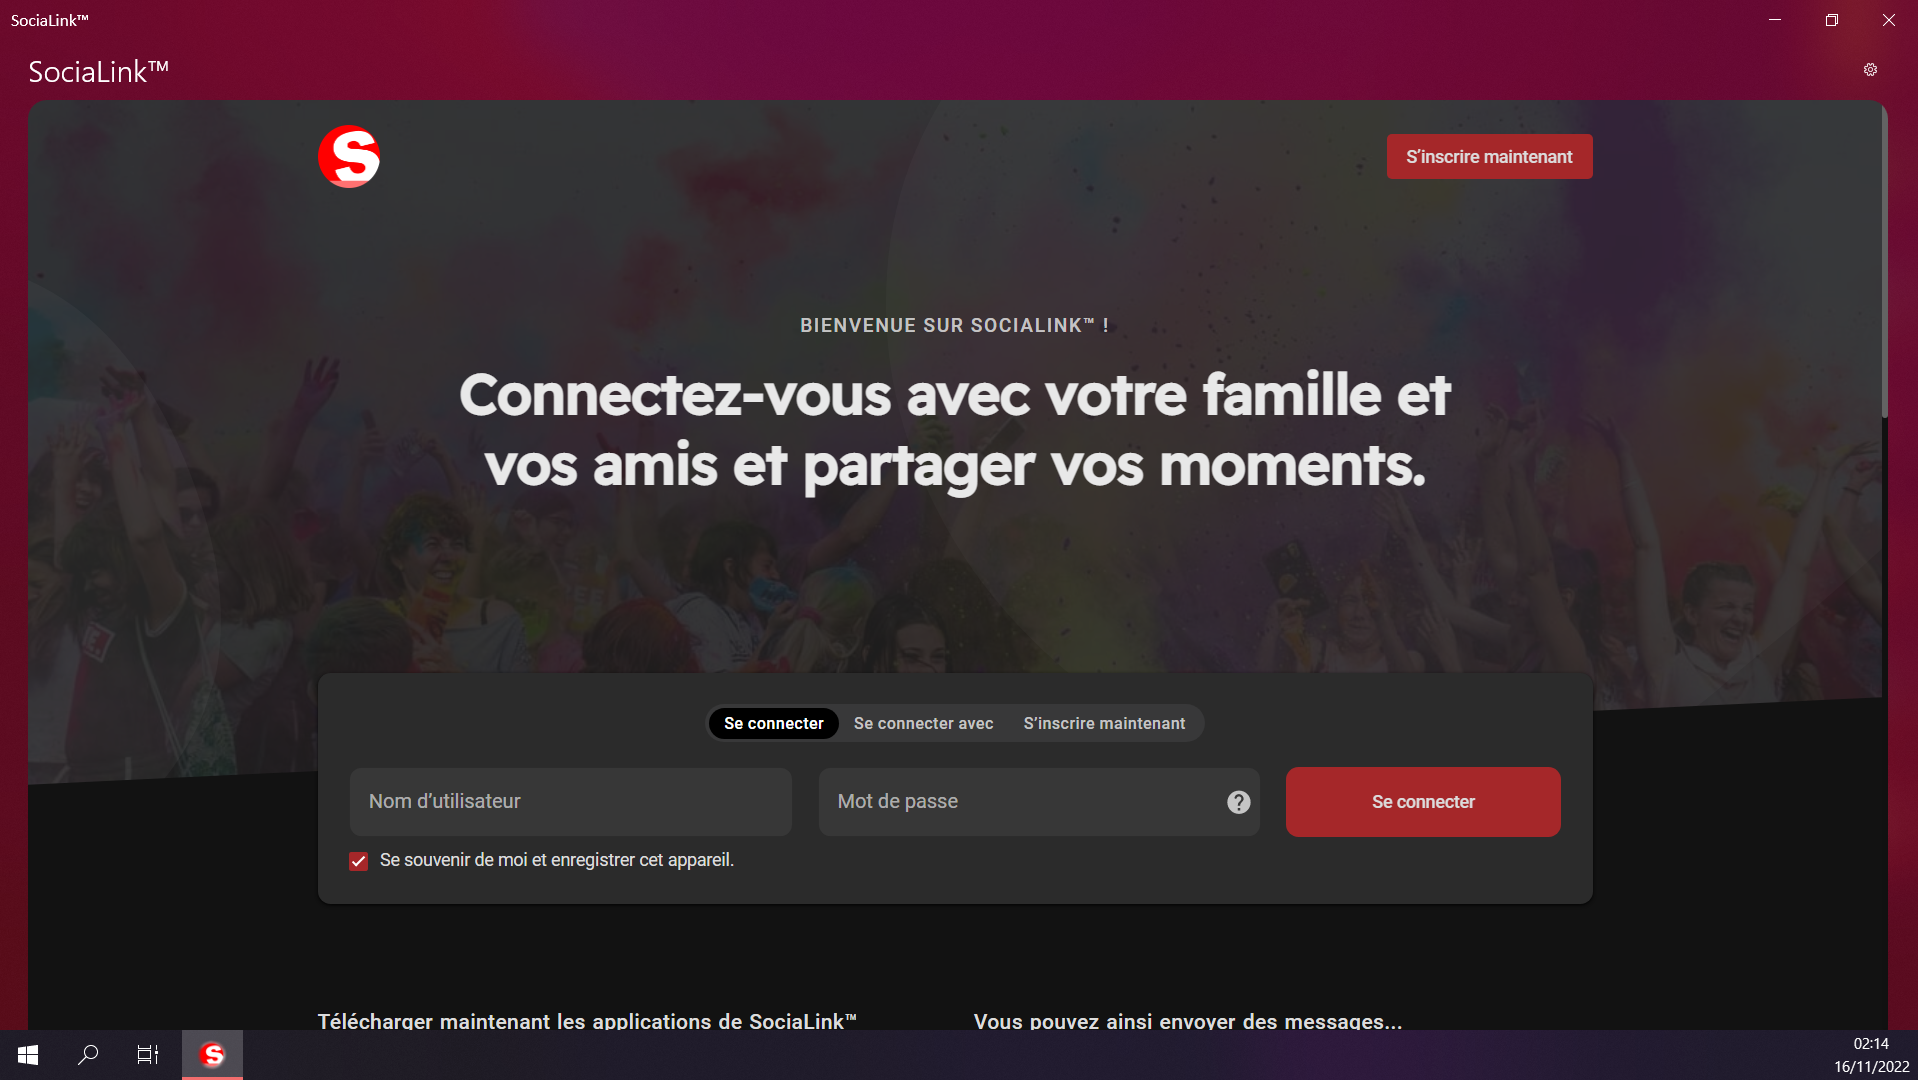 SociaLink™
SociaLink™
S
S'inscrire maintenant
BIENVENUE SUR SOCIALINK™ !
Connectez-vous avec votre famille et
vos amis et partager vos moments.
Se connecter
Se connecter avec
S'inscrire maintenant
Nom d'utilisateur
Mot de passe
?
Se connecter
Se souvenir de moi et enregistrer cet appareil.
Télécharger maintenant les applications de SociaLink™
Vous pouvez ainsi envoyer des messages...
S
02:14
16/11/2022